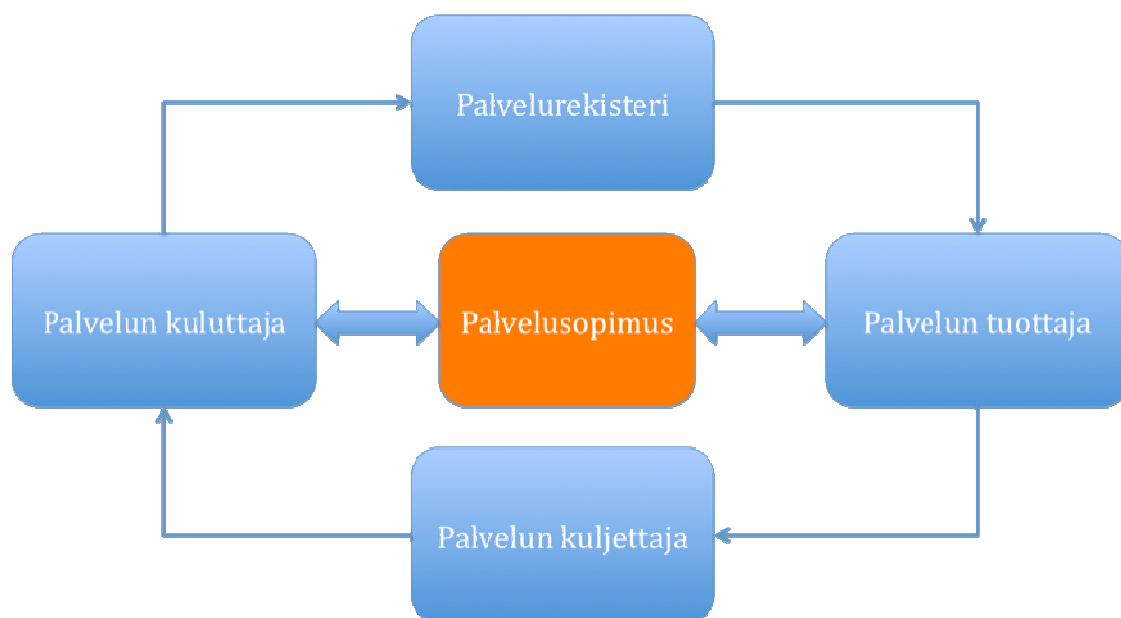 Palvelurekisteri
Palvelun kuluttaja
Palvelusopimus
Palvelun tuottaja
Palvelun kuljettaja